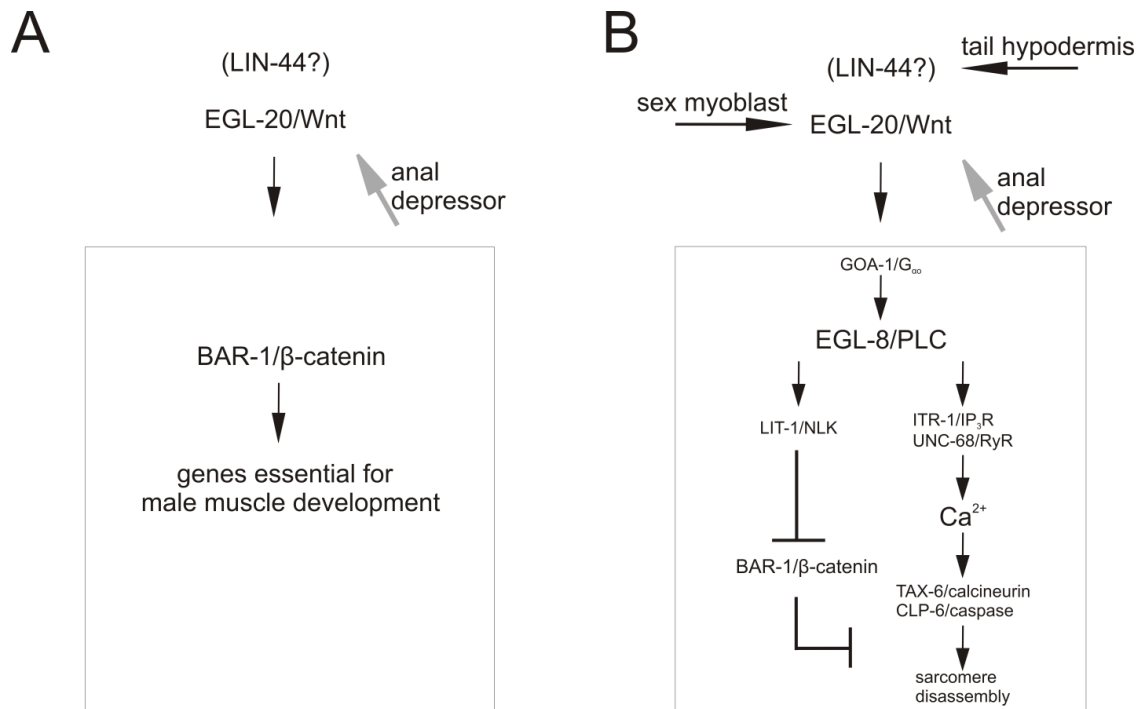 A
(LIN-44?)
EGL-20/Wnt
anal
depressor
BAR-1/β-catenin
genes essential for
male muscle development
B
tail hypodermis
(LIN-44?)
sex myoblast
EGL-20/Wnt
anal
depressor
GOA-1/Gαo
EGL-8/PLC
LIT-1/NLK
ITR-1/IP₃R
UNC-68/RyR
Ca²⁺
BAR-1/β-catenin
TAX-6/calcineurin
CLP-6/caspase
sarcomere
disassembly